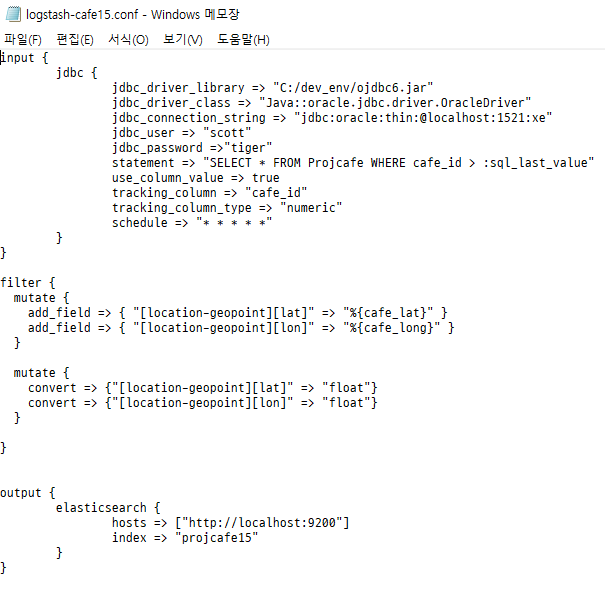 logstash-cafe15.conf - Windows 메모장
파일(F) 편집(E) 서식(O) 보기(V) 도움말(H)
input {
        jdbc {
                jdbc_driver_library => "C:/dev_env/ojdbc6.jar"
                jdbc_driver_class => "Java::oracle.jdbc.driver.OracleDriver"
                jdbc_connection_string => "jdbc:oracle:thin:@localhost:1521:xe"
                jdbc_user => "scott"
                jdbc_password =>"tiger"
                statement => "SELECT * FROM Projcafe WHERE cafe_id > :sql_last_value"
                use_column_value => true
                tracking_column => "cafe_id"
                tracking_column_type => "numeric"
                schedule => "* * * * *"
        }
}

filter {
  mutate {
    add_field => { "[location-geopoint][lat]" => "%{cafe_lat}" }
    add_field => { "[location-geopoint][lon]" => "%{cafe_long}" }
  }

  mutate {
    convert => {"[location-geopoint][lat]" => "float"}
    convert => {"[location-geopoint][lon]" => "float"}
  }

}


output {
        elasticsearch {
                hosts => ["http://localhost:9200"]
                index => "projcafe15"
        }
}